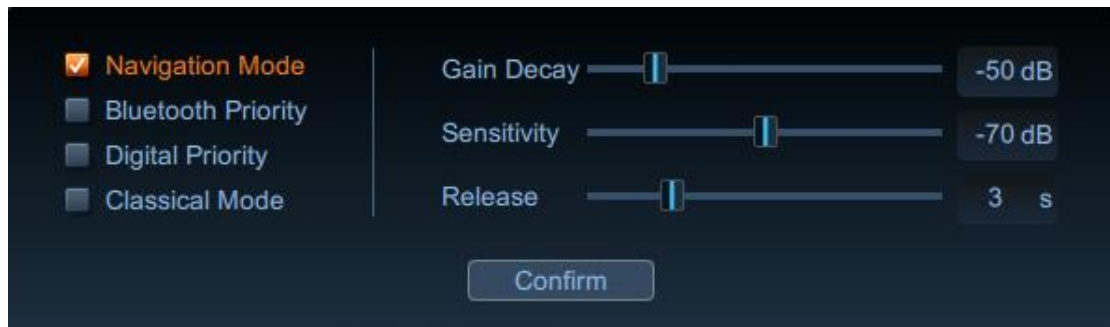 Navigation Mode
Bluetooth Priority
Digital Priority
Classical Mode
Gain Decay -50 dB
Sensitivity -70 dB
Release 3 s
Confirm